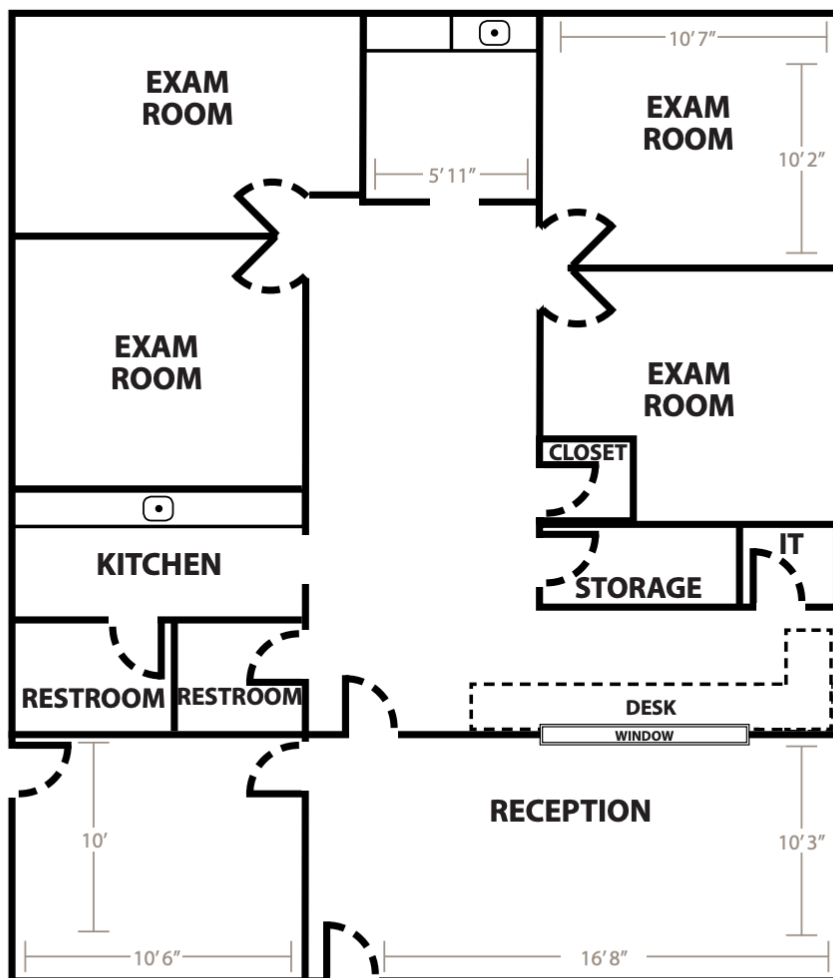 10’ 7”
EXAM
ROOM
EXAM
ROOM
10’ 2”
5’ 11”
EXAM
ROOM
EXAM
ROOM
CLOSET
IT
KITCHEN
STORAGE
RESTROOM
RESTROOM
DESK
WINDOW
RECEPTION
10’
10’ 3”
10’ 6”
16’ 8”